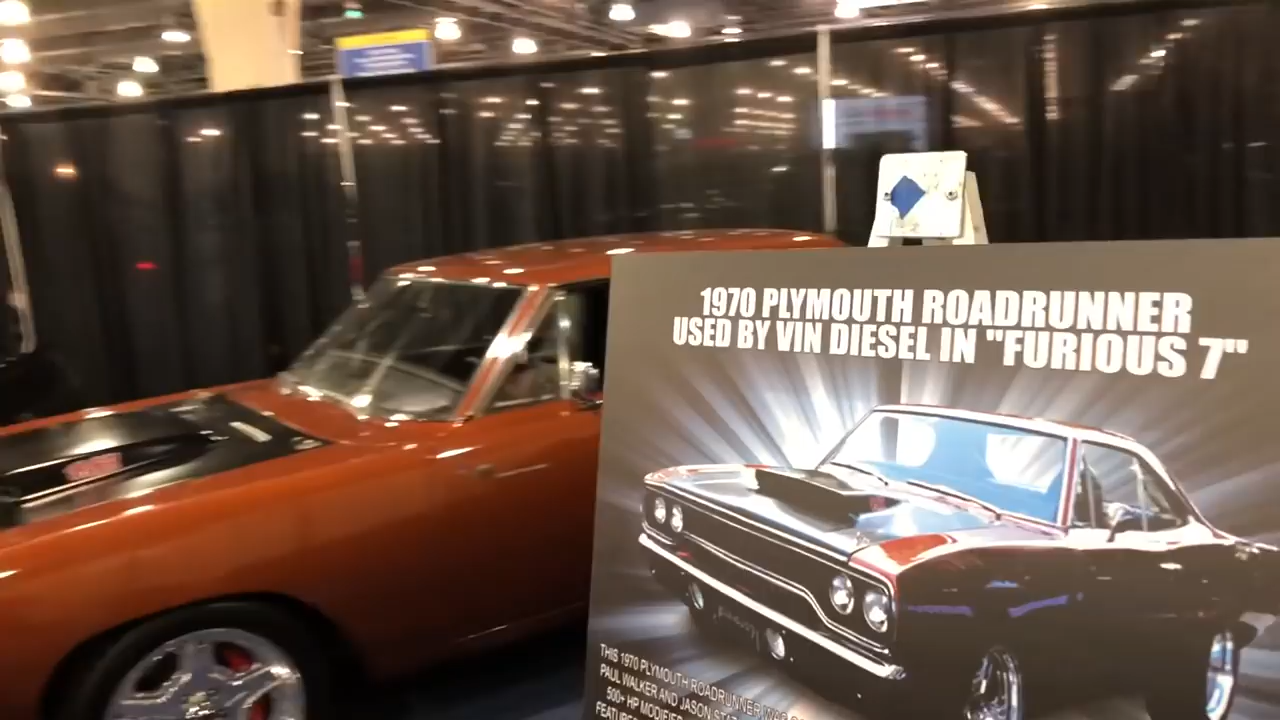 1970 PLYMOUTH ROADRUNNER
USED BY VIN DIESEL IN "FURIOUS 7"
THIS 1970 PLYMOUTH ROADRUNNER WAS
PAUL WALKER AND JASON
500+ HP MODIFIED